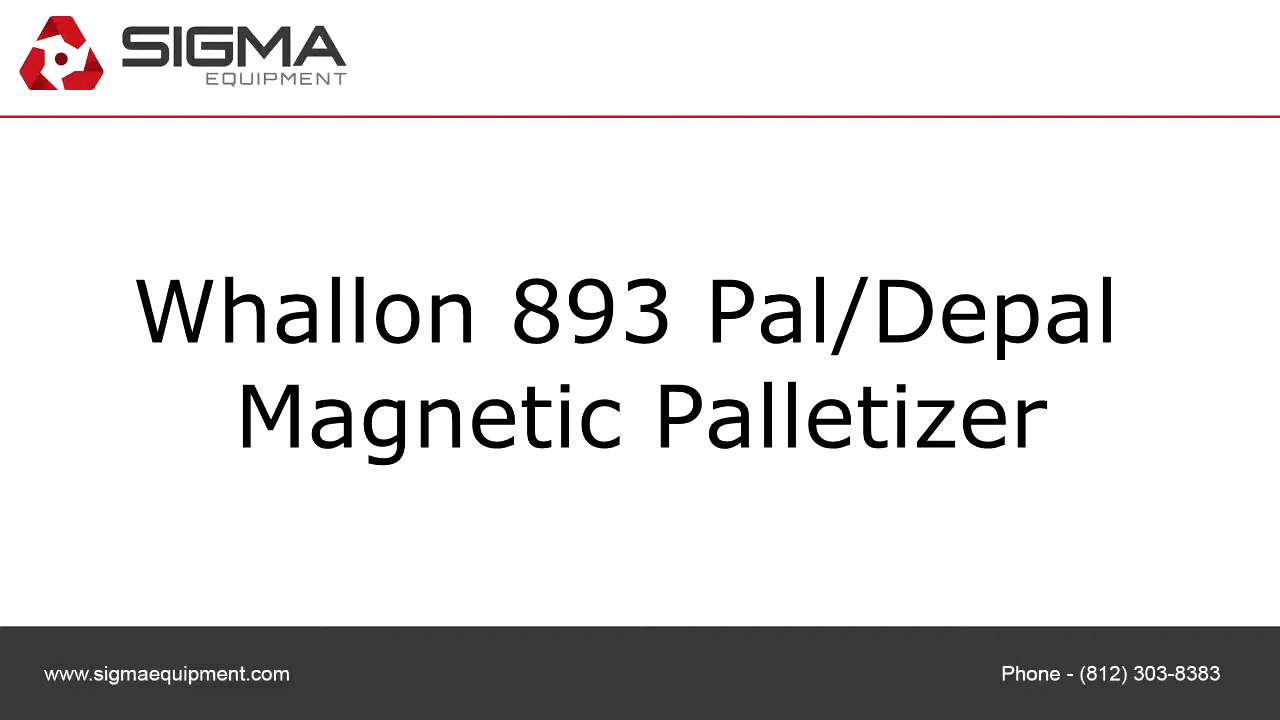 SIGMA
EQUIPMENT
Whallon 893 Pal/Depal
Magnetic Palletizer
www.sigmaequipment.com
Phone - (812) 303-8383